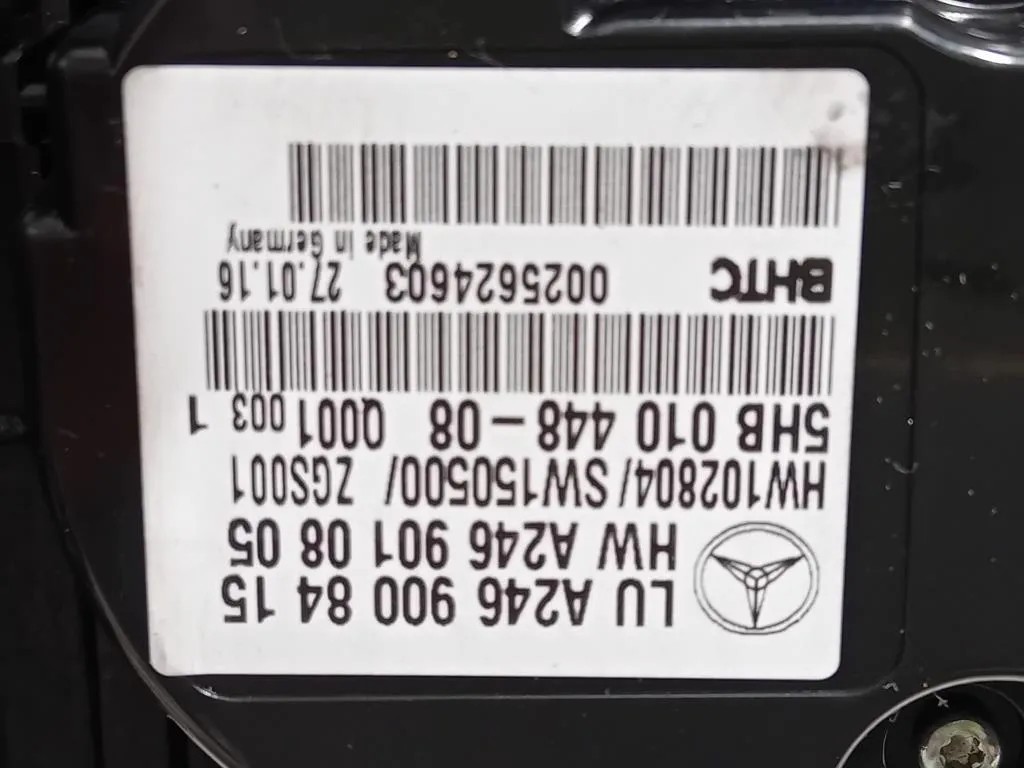 LU A246 900 84 15
HW A246 901 08 05
HW102804/SW150500/ ZGS001
5HB 010 448-08 Q001 003 1
BHTC 0025624603 27.01.16
Made in Germany